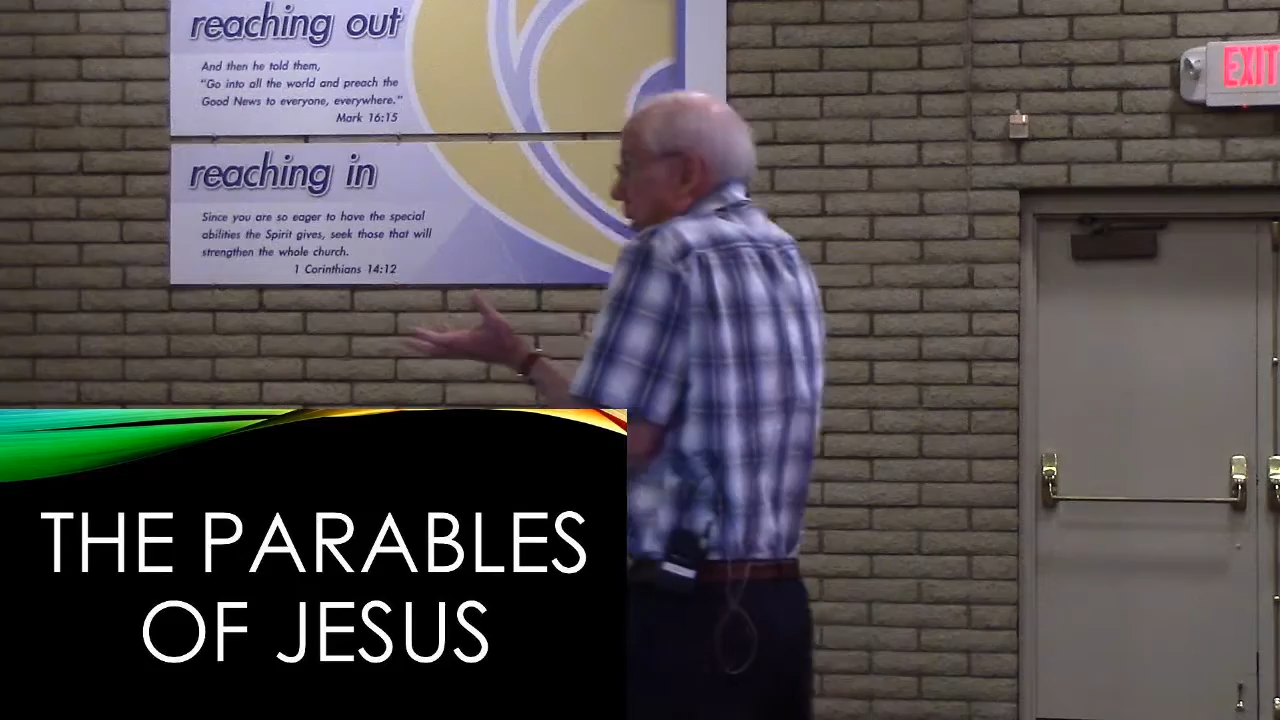 reaching out
And then he told them,
“Go into all the world and preach the
Good News to everyone, everywhere.”
Mark 16:15
reaching in
Since you are so eager to have the special
abilities the Spirit gives, seek those that will
strengthen the whole church.
1 Corinthians 14:12
EXIT
THE PARABLES
OF JESUS